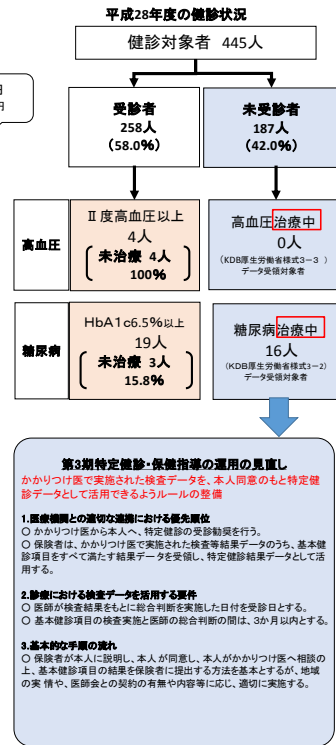 平成28年度の健診状況
健診対象者 445人
円
円
受診者
258人
(58.0%)
未受診者
187人
(42.0%)
高血圧
Ⅱ度高血圧以上
4人
未治療 4人
100%
高血圧治療中
0人
(KDB厚生労働省様式3-3)
データ受領対象者
糖尿病
HbA1c6.5%以上
19人
未治療 3人
15.8%
糖尿病治療中
16人
(KDB厚生労働省様式3-2)
データ受領対象者
第3期特定健診・保健指導の運用の見直し
かかりつけ医で実施された検査データを、本人同意のもと特定健
診データとして活用できるようルールの整備
1.医療機関との適切な連携における優先順位
○ かかりつけ医から本人へ、特定健診の受診勧奨を行う。
○ 保険者は、かかりつけ医で実施された検査等結果データのうち、基本健
診項目をすべて満たす結果データを受領し、特定健診結果データとして活
用する。
2.診療における検査データを活用する要件
○ 医師が検査結果をもとに総合判断を実施した日付を受診日とする。
○ 基本健診項目の検査実施と医師の総合判断の間は、3か月以内とする。
3.基本的な手順の流れ
○ 保険者が本人に説明し、本人が同意し、本人がかかりつけ医へ相談の
上、基本健診項目の結果を保険者に提出する方法を基本とするが、地域
の実 情や、医師会との契約の有無や内容等に応じ、適切に実施する。